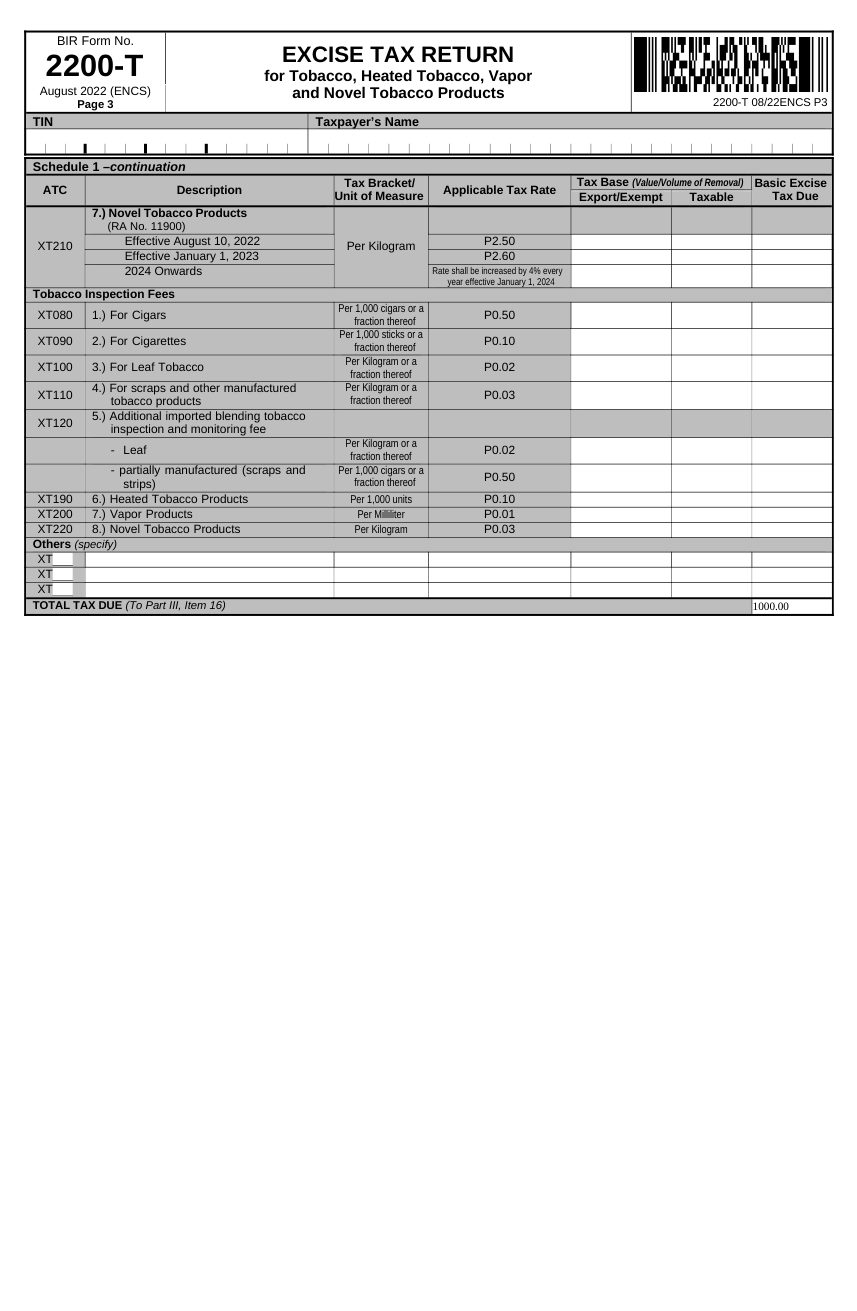 BIR Form No.
2200-T
August 2022 (ENCS)
Page 3
EXCISE TAX RETURN
for Tobacco, Heated Tobacco, Vapor
and Novel Tobacco Products
2200-T 08/22ENCS P3
TIN Taxpayer's Name
Schedule 1 –continuation
ATC Description Tax Bracket/ Unit of Measure Applicable Tax Rate Tax Base (Value/Volume of Removal) Basic Excise Tax Due
Export/Exempt Taxable
7.) Novel Tobacco Products
(RA No. 11900)
XT210 Per Kilogram
Effective August 10, 2022 P2.50
Effective January 1, 2023 P2.60
2024 Onwards Rate shall be increased by 4% every
year effective January 1, 2024
Tobacco Inspection Fees
XT080 1.) For Cigars Per 1,000 cigars or a fraction thereof P0.50
XT090 2.) For Cigarettes Per 1,000 sticks or a fraction thereof P0.10
XT100 3.) For Leaf Tobacco Per Kilogram or a fraction thereof P0.02
XT110 4.) For scraps and other manufactured tobacco products Per Kilogram or a fraction thereof P0.03
XT120 5.) Additional imported blending tobacco inspection and monitoring fee
- Leaf Per Kilogram or a fraction thereof P0.02
- partially manufactured (scraps and strips) Per 1,000 cigars or a fraction thereof P0.50
XT190 6.) Heated Tobacco Products Per 1,000 units P0.10
XT200 7.) Vapor Products Per Milliliter P0.01
XT220 8.) Novel Tobacco Products Per Kilogram P0.03
Others (specify)
XT
XT
XT
TOTAL TAX DUE (To Part III, Item 16) 1000.00